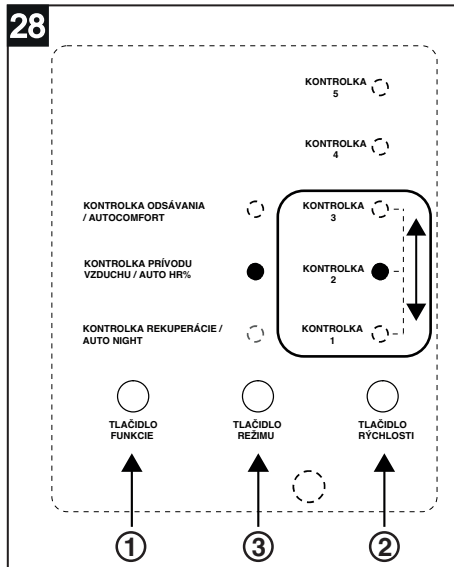 28
KONTROLKA
5
KONTROLKA
4
KONTROLKA ODSÁVANIA
/ AUTOCOMFORT
KONTROLKA
3
KONTROLKA PRÍVODU
VZDUCHU / AUTO HR%
KONTROLKA
2
KONTROLKA REKUPERÁCIE /
AUTO NIGHT
KONTROLKA
1
TLAČIDLO
FUNKCIE
TLAČIDLO
REŽIMU
TLAČIDLO
RÝCHLOSTI
1
3
2